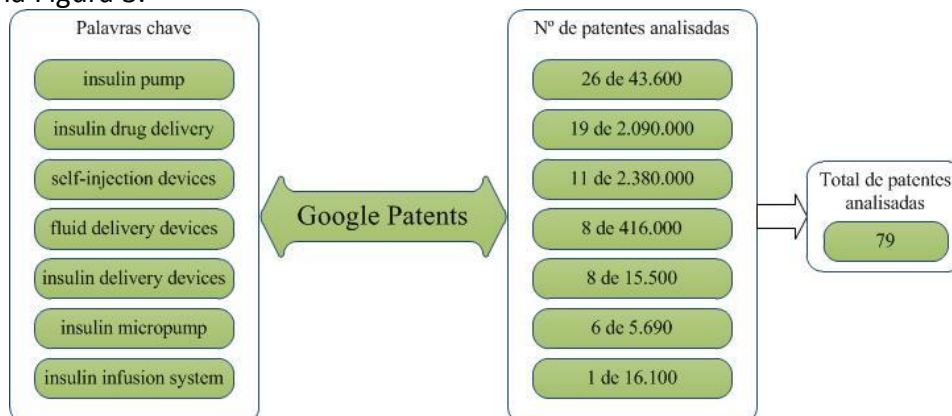 na Figura 3.
Palavras chave
insulin pump
insulin drug delivery
self-injection devices
fluid delivery devices
insulin delivery devices
insulin micropump
insulin infusion system
Google Patents
Nº de patentes analisadas
26 de 43.600
19 de 2.090.000
11 de 2.380.000
8 de 416.000
8 de 15.500
6 de 5.690
1 de 16.100
Total de patentes
analisadas
79